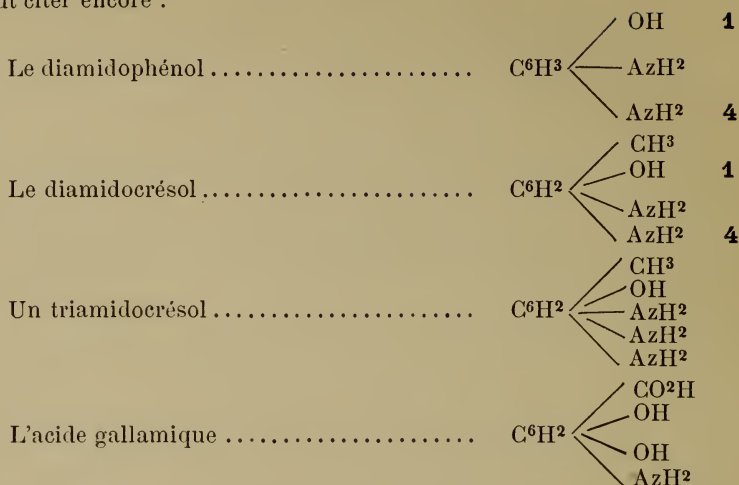 citer encore :
OH 1
Le diamidophénol ........................ C⁶H³ AzH²
AzH² 4
CH³
OH 1
Le diamidocrésol ........................ C⁶H²
AzH²
AzH² 4
CH³
OH
Un triamidocrésol ........................ C⁶H² AzH²
AzH²
AzH²
CO²H
OH
L'acide gallamique ...................... C⁶H²
OH
AzH²